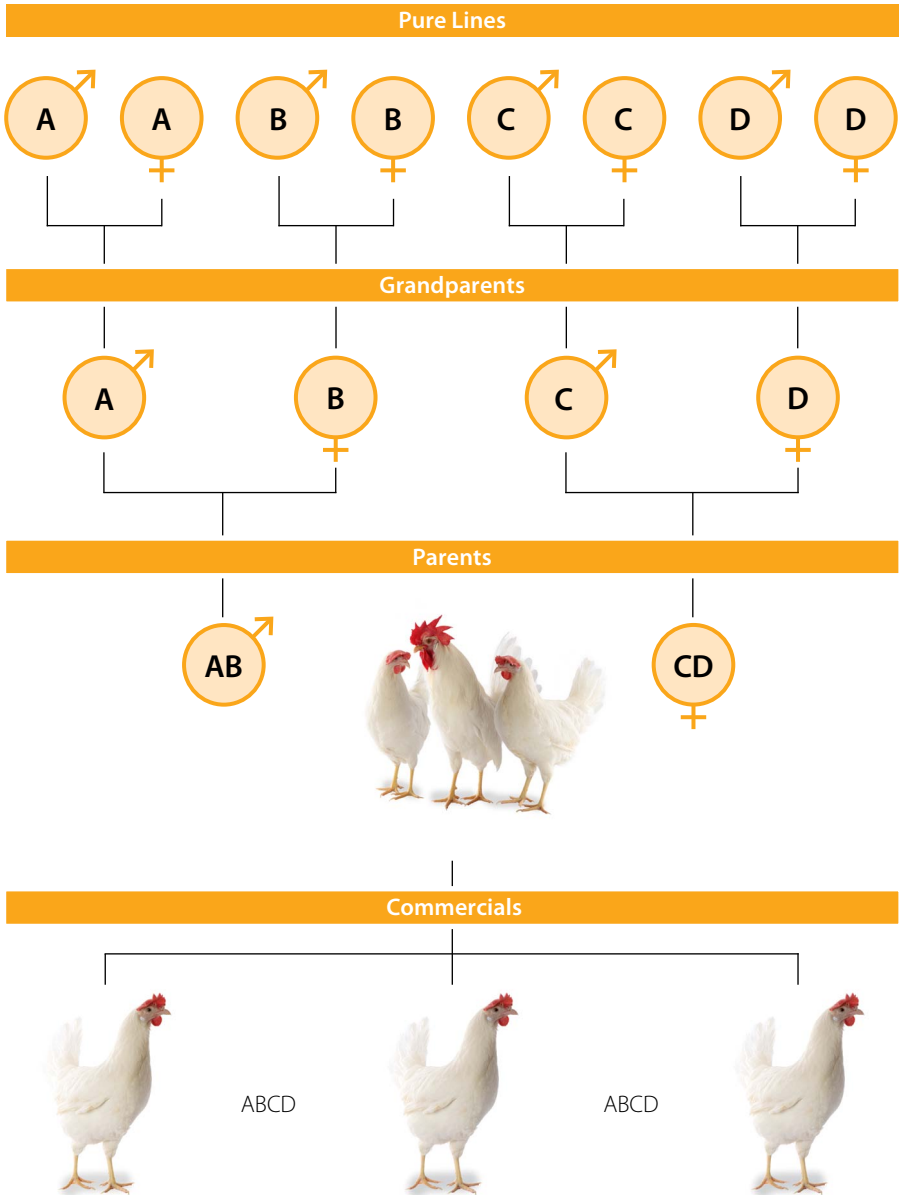 Pure Lines
A A B B C C D D
Grandparents
A B C D
Parents
AB CD
Commercials
ABCD ABCD